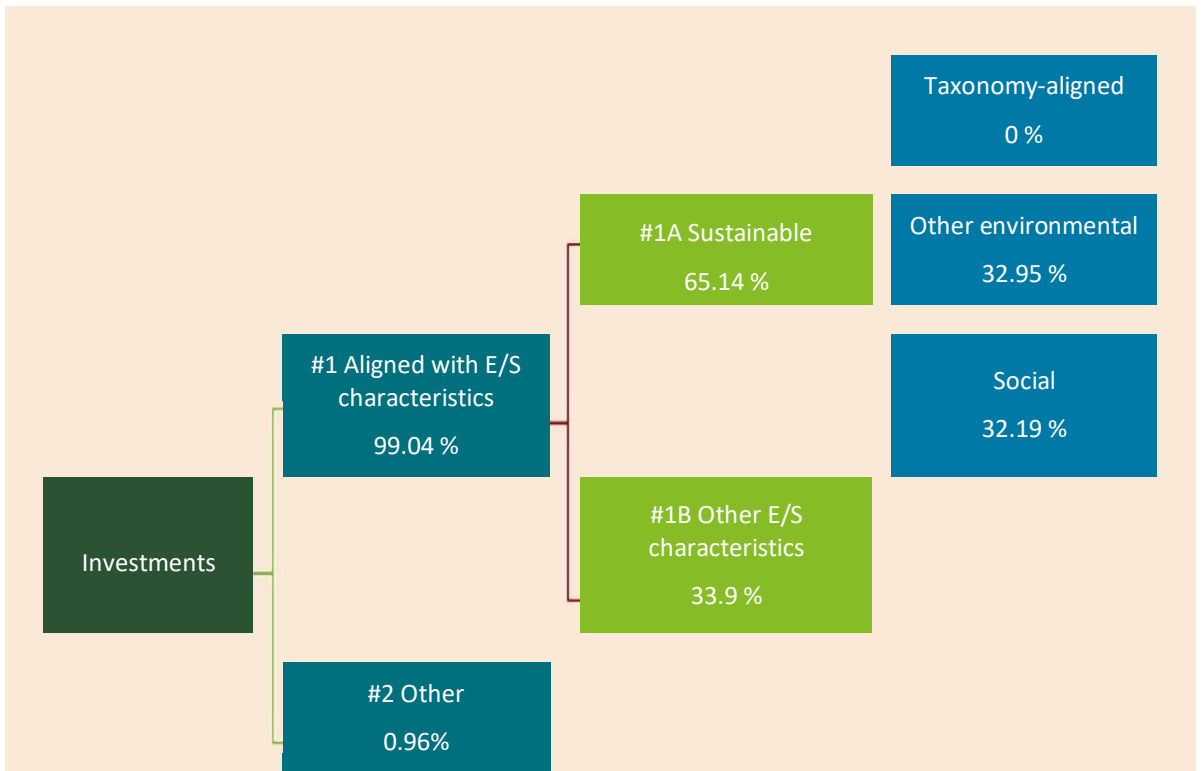 Investments
#1 Aligned with E/S
characteristics
99.04 %
#2 Other
0.96%
#1A Sustainable
65.14 %
#1B Other E/S
characteristics
33.9 %
Taxonomy-aligned
0 %
Other environmental
32.95 %
Social
32.19 %